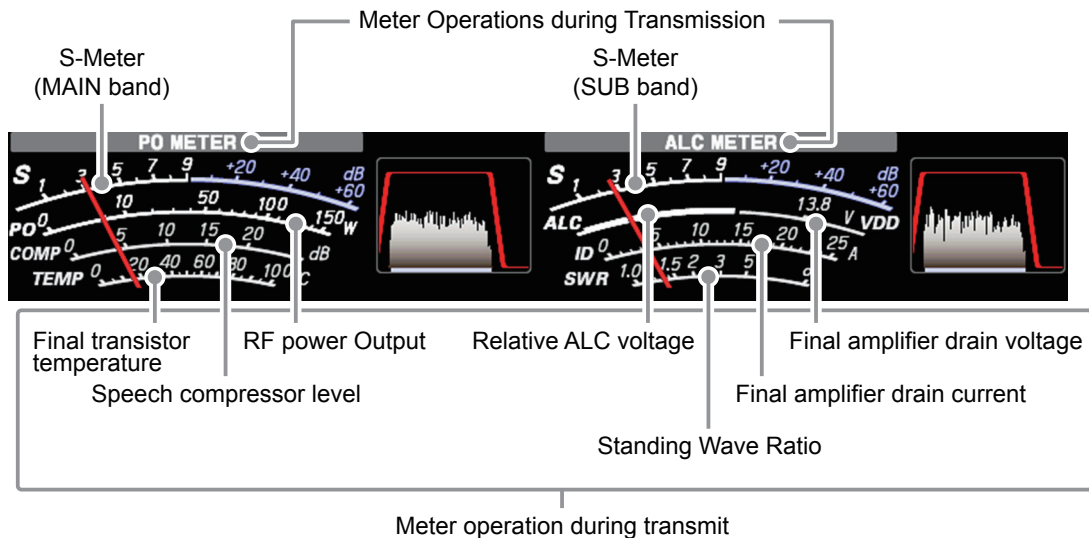 Meter Operations during Transmission
S-Meter
(MAIN band)
S-Meter
(SUB band)
PO METER
ALC METER
S 1 3 5 7 9 +20 +40 +60 dB
PO 0 10 50 100 150 W
COMP 0 5 10 15 20 dB
TEMP 0 20 40 60 80 100 °C
S 1 3 5 7 9 +20 +40 +60 dB
ALC 13.8 V VDD
ID 0 5 10 15 20 25 A
SWR 1.0 1.5 2 3 5 ∞
Final transistor
temperature
RF power Output
Relative ALC voltage
Final amplifier drain voltage
Speech compressor level
Final amplifier drain current
Standing Wave Ratio
Meter operation during transmit